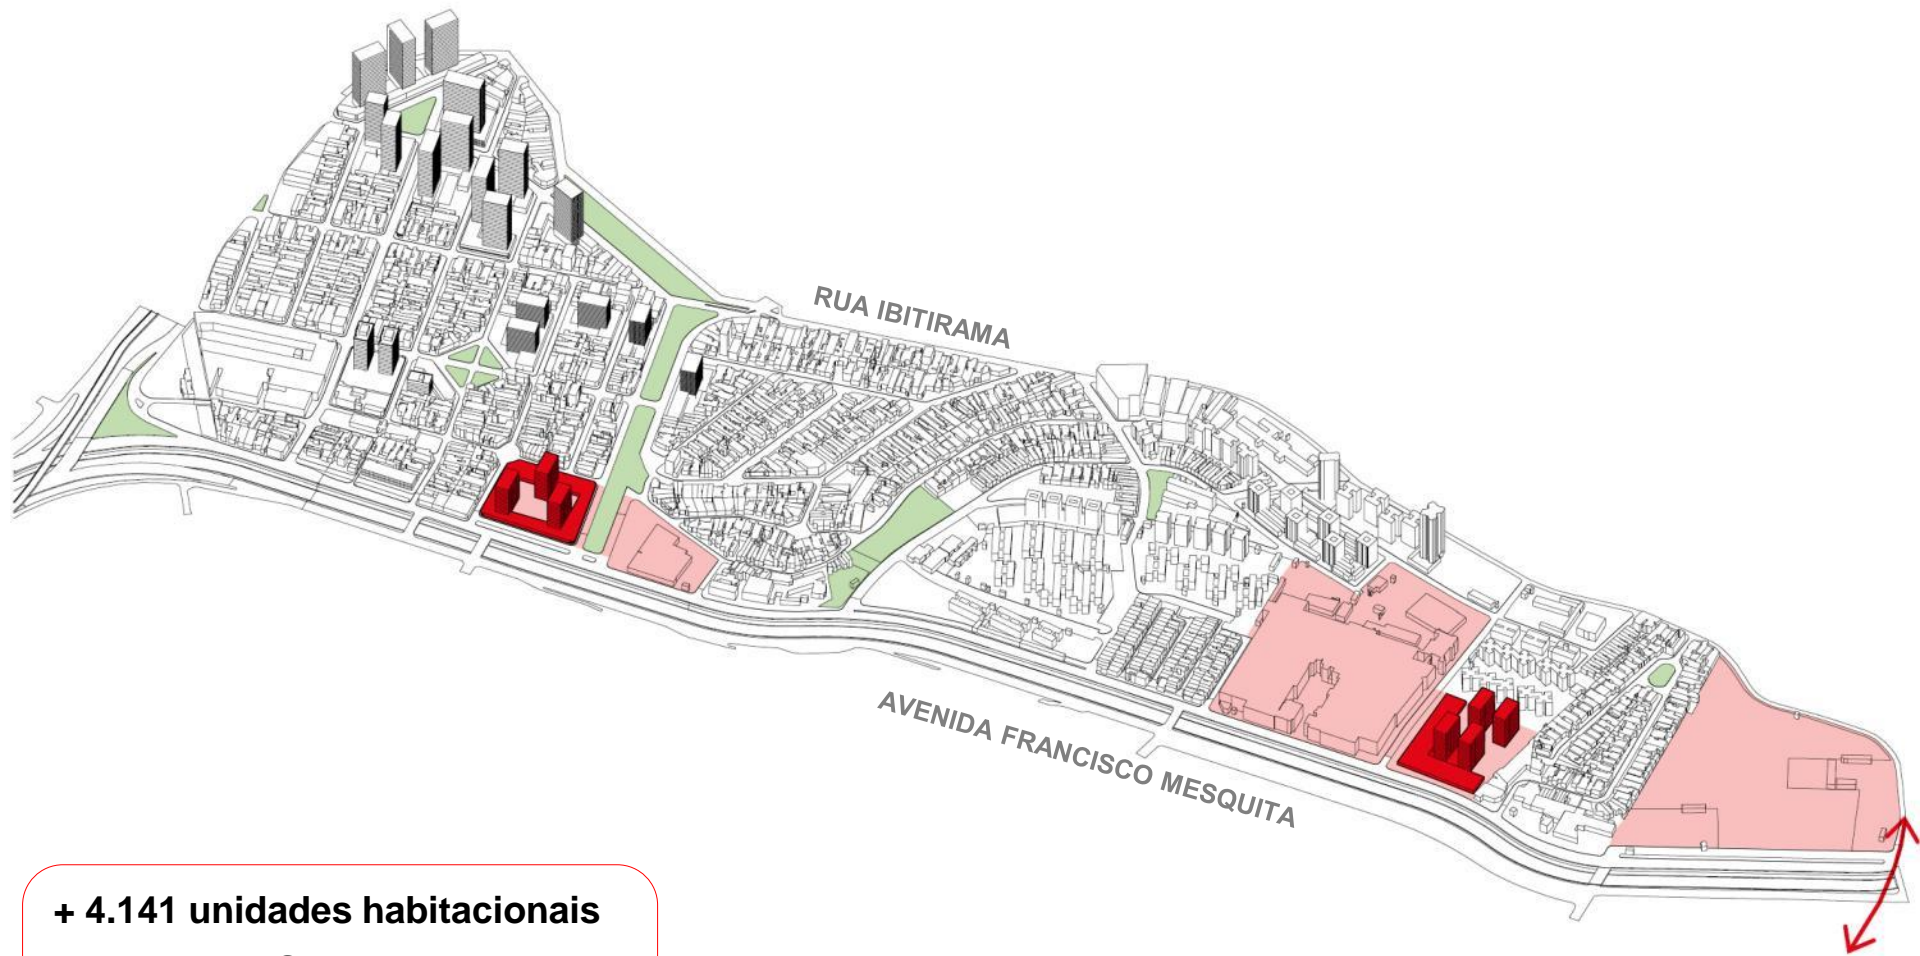 RUA IBITIRAMA
AVENIDA FRANCISCO MESQUITA
+ 4.141 unidades habitacionais